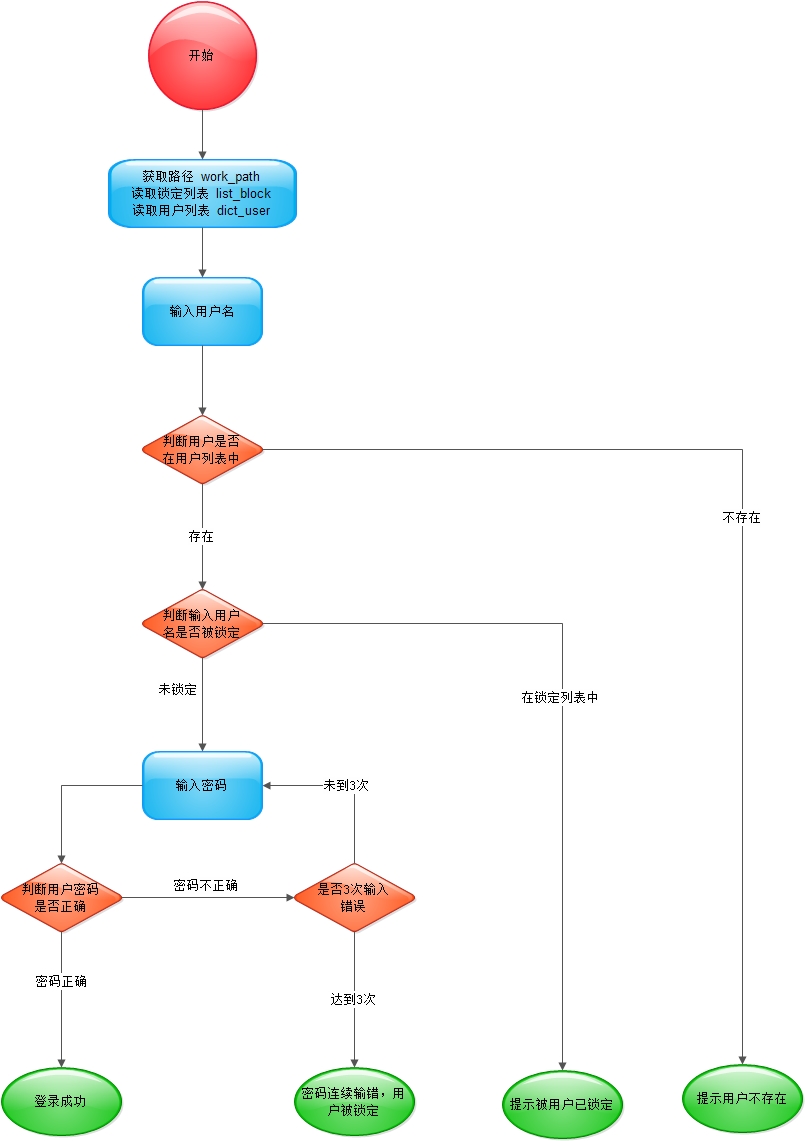 开始
获取路径 work_path
读取锁定列表 list_block
读取用户列表 dict_user
输入用户名
判断用户是否
在用户列表中
不存在
存在
判断输入用户
名是否被锁定
未锁定
在锁定列表中
输入密码
未到3次
判断用户密码
是否正确
密码不正确
是否3次输入
错误
密码正确
达到3次
登录成功
密码连续输错，用
户被锁定
提示被用户已锁定
提示用户不存在